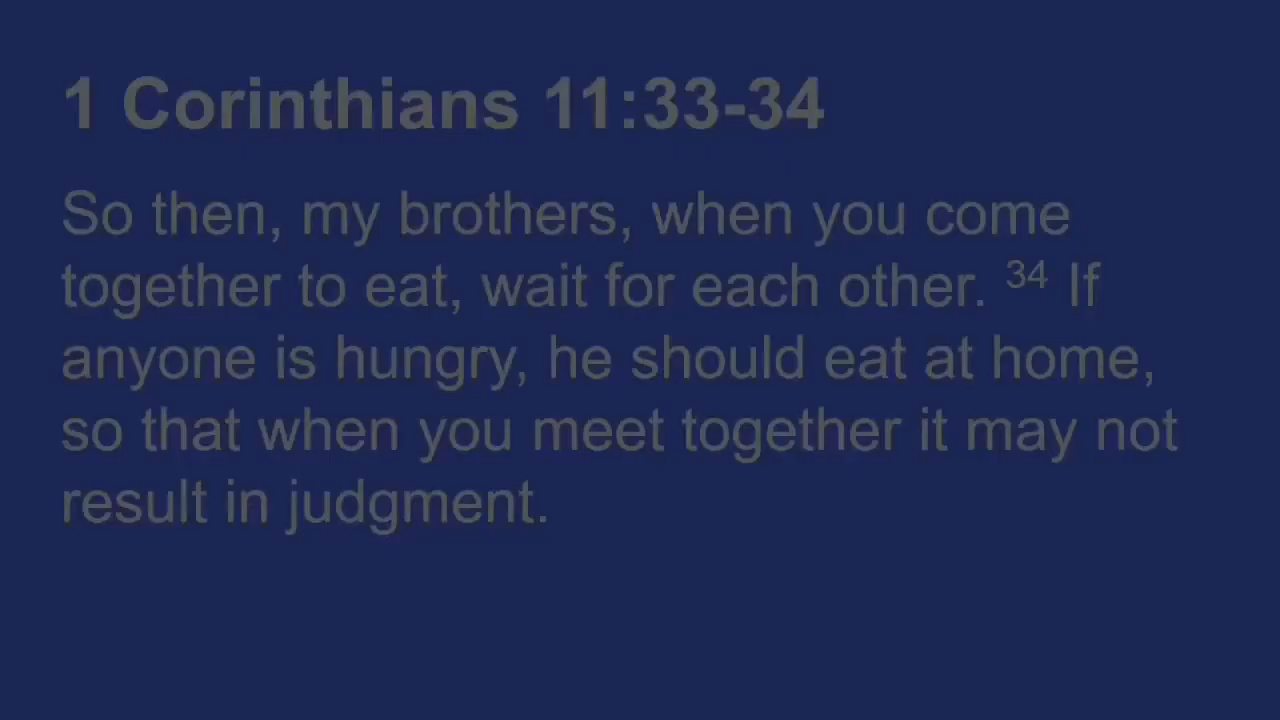 1 Corinthians 11:33-34
So then, my brothers, when you come
together to eat, wait for each other. 34 If
anyone is hungry, he should eat at home,
so that when you meet together it may not
result in judgment.